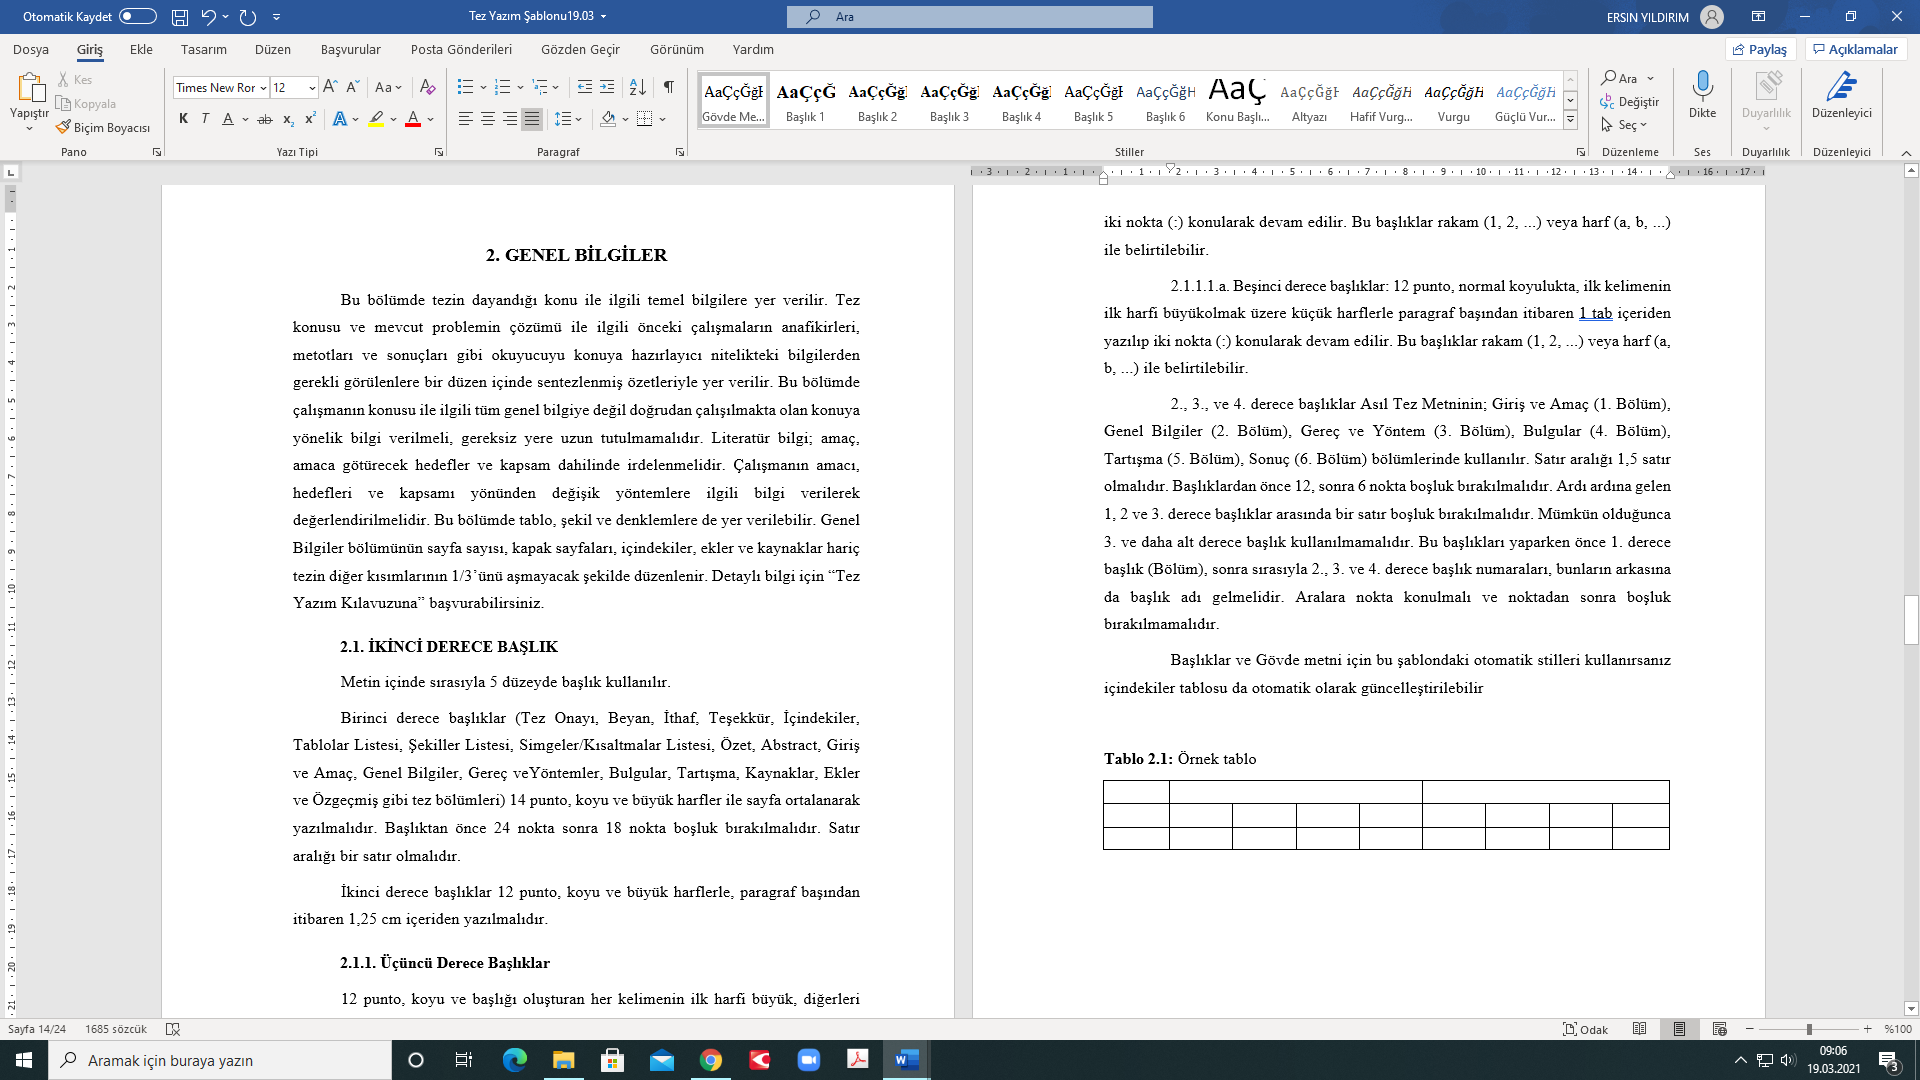 Otomatik Kaydet
Tez Yazım Şablonu19.03
Ara
ERSIN YILDIRIM
Dosya Giriş Ekle Tasarım Düzen Başvurular Posta Gönderileri Gözden Geçir Görünüm Yardım
Paylaş Açıklamalar
Yapıştır
Kes
Kopyala
Biçim Boyacısı
Pano
Times New Ror 12
Yazı Tipi
Paragraf
AaÇçĞğH AaÇçĞ AaÇçĞğI AaÇçĞğI AaÇçĞğI AaÇçĞğH AaÇçĞğH AaÇ AaÇçĞğH AaÇçĞğH AaÇçĞğH AaÇçĞğH
Gövde Me... Başlık 1 Başlık 2 Başlık 3 Başlık 4 Başlık 5 Başlık 6 Konu Başlı... Altyazı Hafif Vurg... Vurgu Güçlü Vur...
Stiller
Ara
Değiştir
Seç
Düzenleme
Dikte
Ses
Duyarlılık
Duyarlılık
Düzenleyici
Düzenleyici
2. GENEL BİLGİLER
Bu bölümde tezin dayandığı konu ile ilgili temel bilgilere yer verilir. Tez
konusu ve mevcut problemin çözümü ile ilgili önceki çalışmaların anafikirleri,
metotları ve sonuçları gibi okuyucuyu konuya hazırlayıcı nitelikteki bilgilerden
gerekli görülenlere bir düzen içinde sentezlenmiş özetleriyle yer verilir. Bu bölümde
çalışmanın konusu ile ilgili tüm genel bilgiye değil doğrudan çalışılmakta olan konuya
yönelik bilgi verilmeli, gereksiz yere uzun tutulmamalıdır. Literatür bilgi; amaç,
amaca götürecek hedefler ve kapsam dahilinde irdelenmelidir. Çalışmanın amacı,
hedefleri ve kapsamı yönünden değişik yöntemlere ilgili bilgi verilerek
değerlendirilmelidir. Bu bölümde tablo, şekil ve denklemlere de yer verilebilir. Genel
Bilgiler bölümünün sayfa sayısı, kapak sayfaları, içindekiler, ekler ve kaynaklar hariç
tezin diğer kısımlarının 1/3’ünü aşmayacak şekilde düzenlenir. Detaylı bilgi için “Tez
Yazım Kılavuzuna” başvurabilirsiniz.
2.1. İKİNCİ DERECE BAŞLIK
Metin içinde sırasıyla 5 düzeyde başlık kullanılır.
Birinci derece başlıklar (Tez Onayı, Beyan, İthaf, Teşekkür, İçindekiler,
Tablolar Listesi, Şekiller Listesi, Simgeler/Kısaltmalar Listesi, Özet, Abstract, Giriş
ve Amaç, Genel Bilgiler, Gereç veYöntemler, Bulgular, Tartışma, Kaynaklar, Ekler
ve Özgeçmiş gibi tez bölümleri) 14 punto, koyu ve büyük harfler ile sayfa ortalanarak
yazılmalıdır. Başlıktan önce 24 nokta sonra 18 nokta boşluk bırakılmalıdır. Satır
aralığı bir satır olmalıdır.
İkinci derece başlıklar 12 punto, koyu ve büyük harflerle, paragraf başından
itibaren 1,25 cm içeriden yazılmalıdır.
2.1.1. Üçüncü Derece Başlıklar
12 punto, koyu ve başlığı oluşturan her kelimenin ilk harfi büyük, diğerleri
iki nokta (:) konularak devam edilir. Bu başlıklar rakam (1, 2, ...) veya harf (a, b, ...)
ile belirtilebilir.
2.1.1.1.a. Beşinci derece başlıklar: 12 punto, normal koyulukta, ilk kelimenin
ilk harfi büyükolmak üzere küçük harflerle paragraf başından itibaren 1 tab içeriden
yazılıp iki nokta (:) konularak devam edilir. Bu başlıklar rakam (1, 2, ...) veya harf (a,
b, ...) ile belirtilebilir.
2., 3., ve 4. derece başlıklar Asıl Tez Metninin; Giriş ve Amaç (1. Bölüm),
Genel Bilgiler (2. Bölüm), Gereç ve Yöntem (3. Bölüm), Bulgular (4. Bölüm),
Tartışma (5. Bölüm), Sonuç (6. Bölüm) bölümlerinde kullanılır. Satır aralığı 1,5 satır
olmalıdır. Başlıklardan önce 12, sonra 6 nokta boşluk bırakılmalıdır. Ardı ardına gelen
1, 2 ve 3. derece başlıklar arasında bir satır boşluk bırakılmalıdır. Mümkün olduğunca
3. ve daha alt derece başlık kullanılmamalıdır. Bu başlıkları yaparken önce 1. derece
başlık (Bölüm), sonra sırasıyla 2., 3. ve 4. derece başlık numaraları, bunların arkasına
da başlık adı gelmelidir. Aralara nokta konulmalı ve noktadan sonra boşluk
bırakılmamalıdır.
Başlıklar ve Gövde metni için bu şablondaki otomatik stilleri kullanırsanız
içindekiler tablosu da otomatik olarak güncelleştirilebilir
Tablo 2.1: Örnek tablo
Sayfa 14/24 1685 sözcük
Odak
%100
Aramak için buraya yazın
09:06
19.03.2021
3